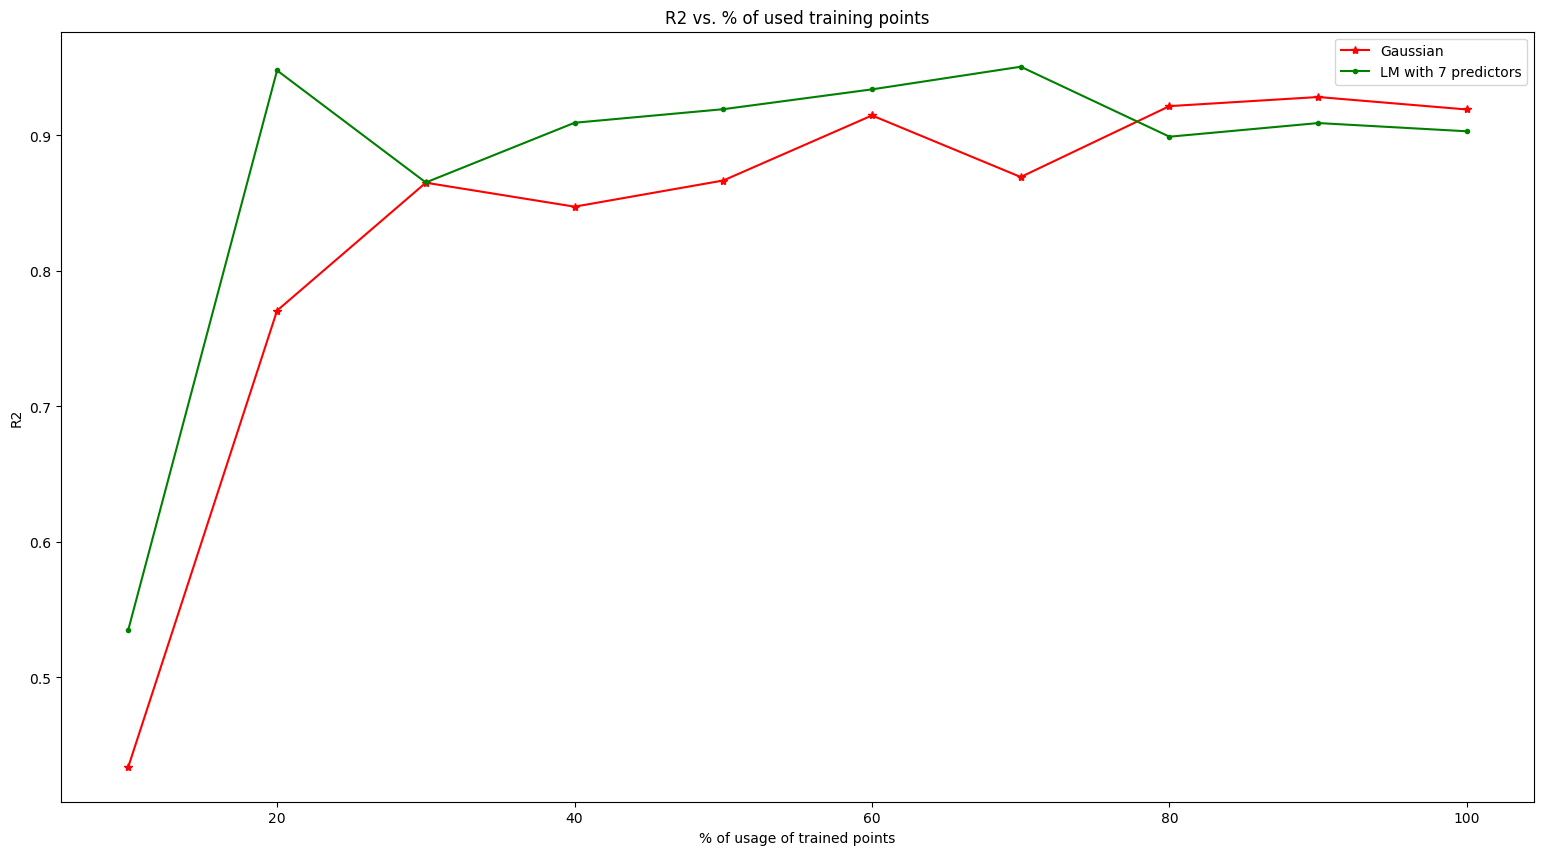 R2 vs. % of used training points
Gaussian
LM with 7 predictors
0.9
0.8
0.7
0.6
0.5
R2
20 40 60 80 100
% of usage of trained points